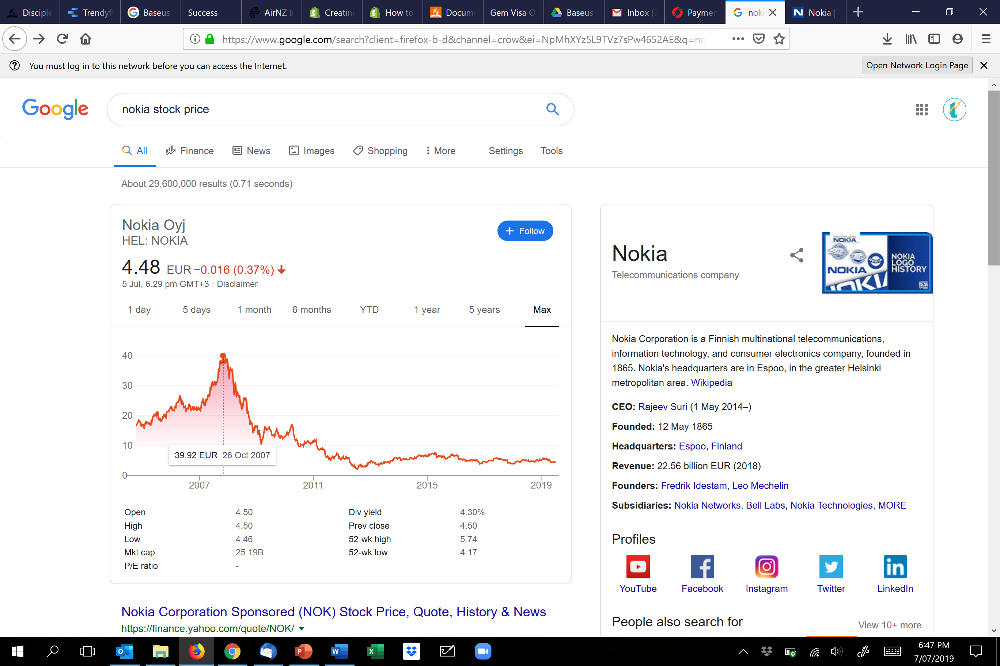 Disciple
Trendyf
Baseus
Success
AirNZ I
Creating
How to
Docum
Gem Visa O
Baseus
Inbox (7
Paymen
noki
Nokia |
https://www.google.com/search?client=firefox-b-d&channel=crow&ei=NpMhXYz5L9TVz7sPw4652AE&q=no
You must log in to this network before you can access the Internet.
Open Network Login Page
Google
nokia stock price
All
Finance
News
Images
Shopping
More
Settings
Tools
About 29,600,000 results (0.71 seconds)
Nokia Oyj
HEL: NOKIA
+ Follow
4.48 EUR −0.016 (0.37%)
5 Jul, 6:29 pm GMT+3 · Disclaimer
1 day
5 days
1 month
6 months
YTD
1 year
5 years
Max
40
30
20
10
0
39.92 EUR 26 Oct 2007
2007
2011
2015
2019
Open 4.50 Div yield 4.30%
High 4.50 Prev close 4.50
Low 4.46 52-wk high 5.74
Mkt cap 25.19B 52-wk low 4.17
P/E ratio -
Nokia Corporation Sponsored (NOK) Stock Price, Quote, History & News
https://finance.yahoo.com/quote/NOK/
Nokia
Telecommunications company
NOKIA
NOKIA
NOKIA
LOGO
HISTORY
Nokia Corporation is a Finnish multinational telecommunications,
information technology, and consumer electronics company, founded in
1865. Nokia's headquarters are in Espoo, in the greater Helsinki
metropolitan area. Wikipedia
CEO: Rajeev Suri (1 May 2014–)
Founded: 12 May 1865
Headquarters: Espoo, Finland
Revenue: 22.56 billion EUR (2018)
Founders: Fredrik Idestam, Leo Mechelin
Subsidiaries: Nokia Networks, Bell Labs, Nokia Technologies, MORE
Profiles
YouTube
Facebook
Instagram
Twitter
LinkedIn
People also search for
View 10+ more
6:47 PM
7/07/2019